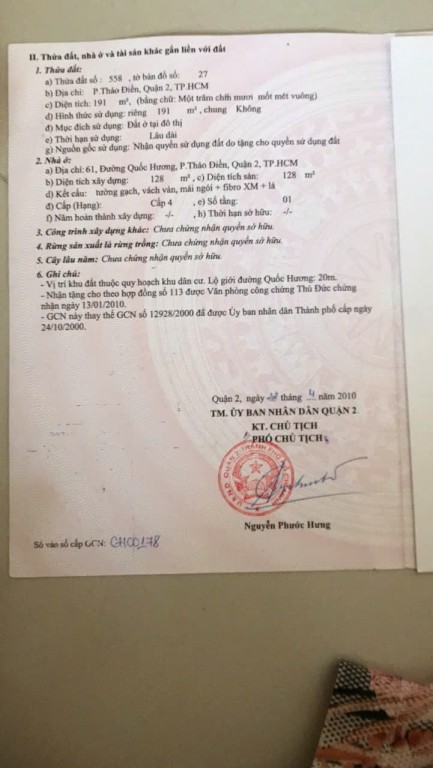 II. Thửa đất, nhà ở và tài sản khác gắn liền với đất
1. Thửa đất:
a) Thửa đất số: 558 , tờ bản đồ số: 27
b) Địa chỉ: P.Thảo Điền, Quận 2, TP.HCM
c) Diện tích: 191 m², (bằng chữ: Một trăm chín mươi mốt mét vuông)
d) Hình thức sử dụng: riêng 191 m², chung Không
đ) Mục đích sử dụng: Đất ở tại đô thị
e) Thời hạn sử dụng: Lâu dài
g) Nguồn gốc sử dụng: Nhận quyền sử dụng đất do tặng cho quyền sử dụng đất
2. Nhà ở:
a) Địa chỉ: 61, Đường Quốc Hương, P.Thảo Điền, Quận 2, TP.HCM
b) Diện tích xây dựng: 128 m², c) Diện tích sàn: 128 m²
d) Kết cấu: tường gạch, vách ván, mái ngói + fibro XM + lá
đ) Cấp (Hạng): Cấp 4 , e) Số tầng: 01
f) Năm hoàn thành xây dựng: -/- , h) Thời hạn sở hữu: -/-
3. Công trình xây dựng khác: Chưa chứng nhận quyền sở hữu.
4. Rừng sản xuất là rừng trồng: Chưa chứng nhận quyền sở hữu.
5. Cây lâu năm: Chưa chứng nhận quyền sở hữu.
6. Ghi chú:
- Vị trí khu đất thuộc quy hoạch khu dân cư. Lộ giới đường Quốc Hương: 20m.
- Nhận tặng cho theo hợp đồng số 113 được Văn phòng công chứng Thủ Đức chứng
nhận ngày 13/01/2010.
- GCN này thay thế GCN số 12928/2000 đã được Ủy ban nhân dân Thành phố cấp ngày
24/10/2000.
Quận 2, ngày tháng 4 năm 2010
TM. ỦY BAN NHÂN DÂN QUẬN 2
KT. CHỦ TỊCH
PHÓ CHỦ TỊCH
Nguyễn Phước Hưng
Số vào sổ cấp GCN: CH00178